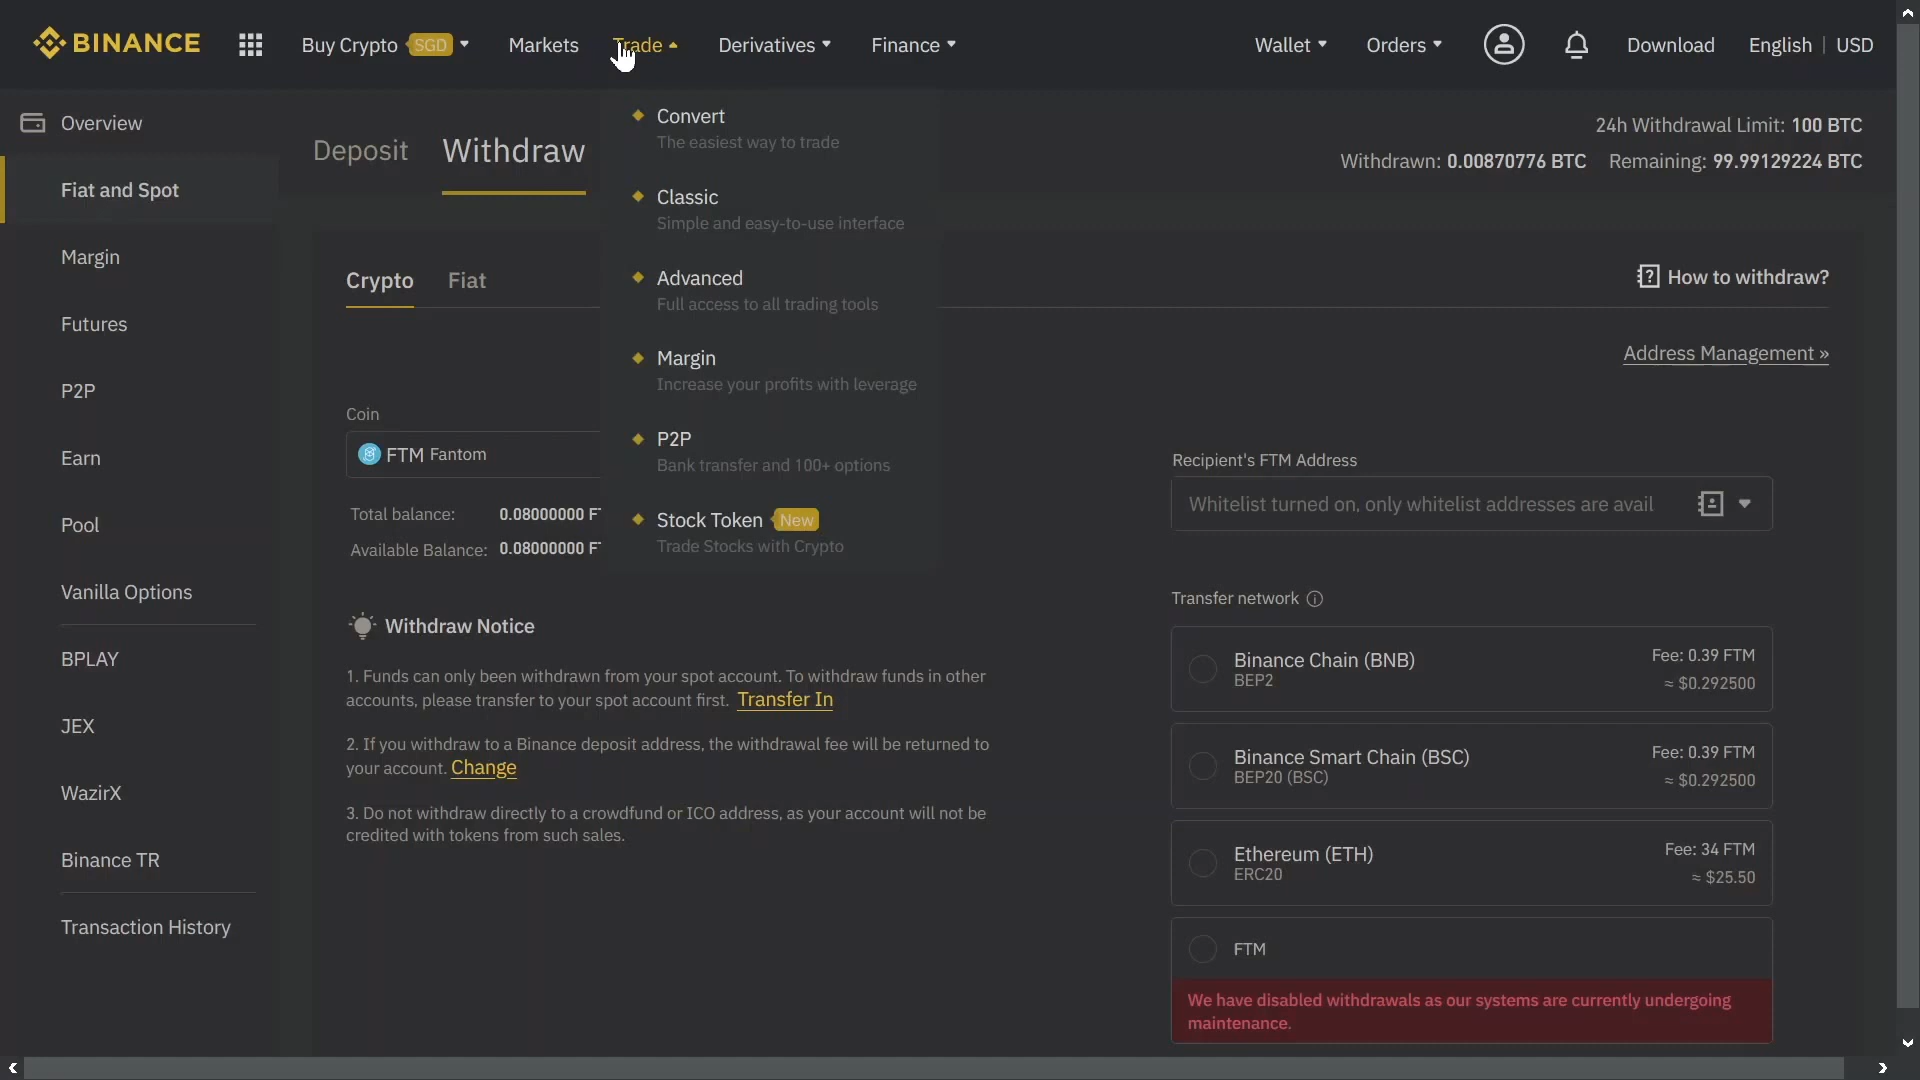 BINANCE
Buy Crypto SGD
Markets
Trade
Derivatives
Finance
Wallet
Orders
Download
English | USD
Overview
Fiat and Spot
Margin
Futures
P2P
Earn
Pool
Vanilla Options
BPLAY
JEX
WazirX
Binance TR
Transaction History
Deposit
Withdraw
24h Withdrawal Limit: 100 BTC
Withdrawn: 0.00870776 BTC Remaining: 99.99129224 BTC
Convert
The easiest way to trade
Classic
Simple and easy-to-use interface
Advanced
Full access to all trading tools
Margin
Increase your profits with leverage
P2P
Bank transfer and 100+ options
Stock Token New
Trade Stocks with Crypto
Crypto
Fiat
How to withdraw?
Address Management »
Coin
FTM Fantom
Total balance: 0.08000000
Available Balance: 0.08000000
Withdraw Notice
1. Funds can only been withdrawn from your spot account. To withdraw funds in other
accounts, please transfer to your spot account first. Transfer In
2. If you withdraw to a Binance deposit address, the withdrawal fee will be returned to
your account. Change
3. Do not withdraw directly to a crowdfund or ICO address, as your account will not be
credited with tokens from such sales.
Recipient's FTM Address
Whitelist turned on, only whitelist addresses are avail
Transfer network
Binance Chain (BNB)
BEP2
Fee: 0.39 FTM
≈ $0.292500
Binance Smart Chain (BSC)
BEP20 (BSC)
Fee: 0.39 FTM
≈ $0.292500
Ethereum (ETH)
ERC20
Fee: 34 FTM
≈ $25.50
FTM
We have disabled withdrawals as our systems are currently undergoing
maintenance.